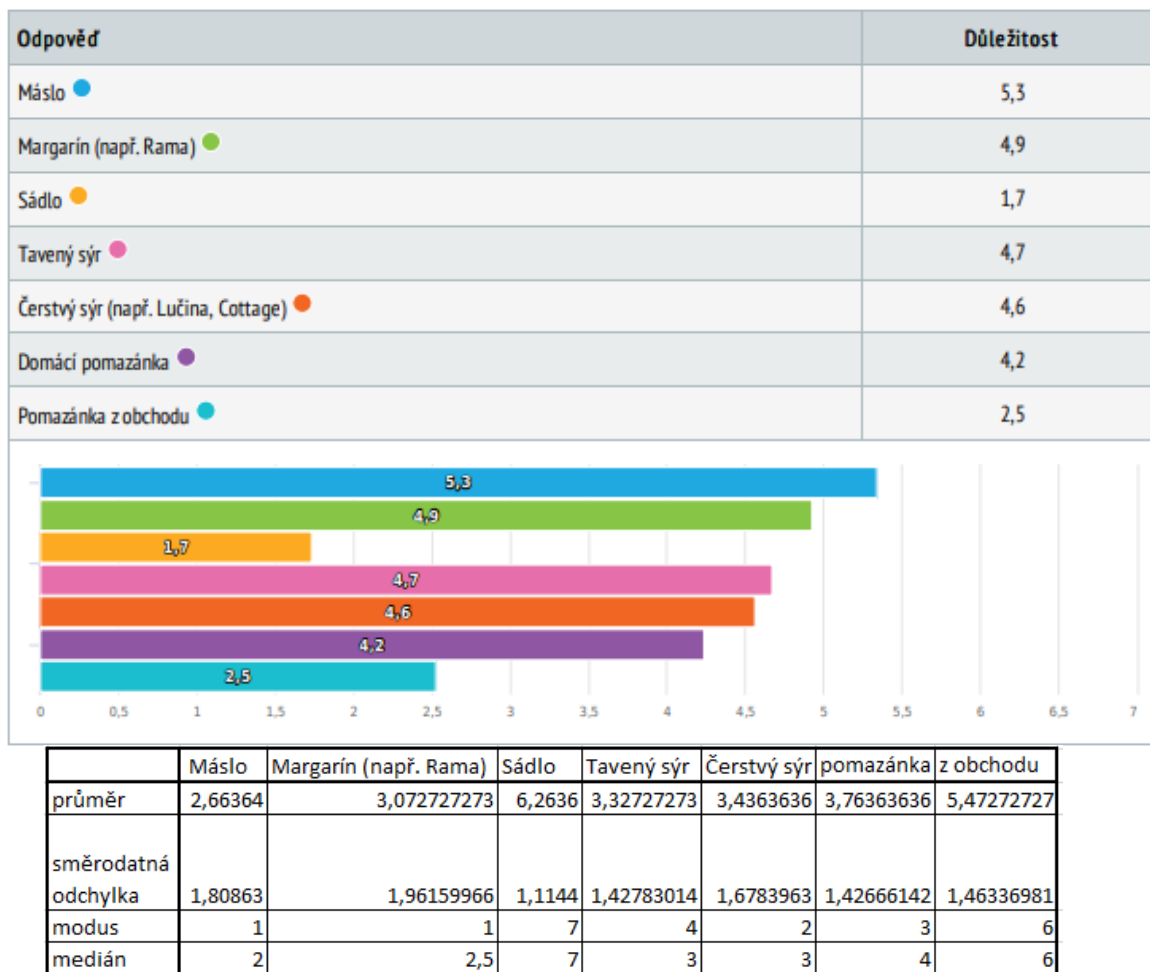 Odpověď Důležitost
Máslo 5,3
Margarín (např. Rama) 4,9
Sádlo 1,7
Tavený sýr 4,7
Čerstvý sýr (např. Lučina, Cottage) 4,6
Domácí pomazánka 4,2
Pomazánka z obchodu 2,5
5,3
4,9
1,7
4,7
4,6
4,2
2,5
0 0,5 1 1,5 2 2,5 3 3,5 4 4,5 5 5,5 6 6,5 7
Máslo Margarín (např. Rama) Sádlo Tavený sýr Čerstvý sýr pomazánka z obchodu
průměr 2,66364 3,072727273 6,2636 3,32727273 3,4363636 3,76363636 5,47272727
směrodatná
odchylka 1,80863 1,96159966 1,1144 1,42783014 1,6783963 1,42666142 1,46336981
modus 1 1 7 4 2 3 6
medián 2 2,5 7 3 3 4 6